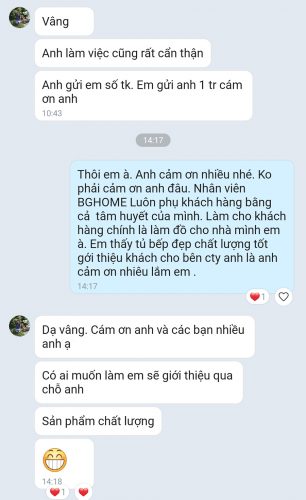 Vâng
Anh làm việc cũng rất cẩn thận
Anh gửi em số tk. Em gửi anh 1 tr cám
ơn anh
10:43
14:17
Thôi em à. Anh cảm ơn nhiều nhé. Ko
phải cảm ơn anh đâu. Nhân viên
BGHOME Luôn phụ khách hàng bằng
cả tâm huyết của mình. Làm cho khách
hàng chính là làm đồ cho nhà mình em
à. Em thấy tủ bếp đẹp chất lượng tốt
gới thiệu khách cho bên cty anh là anh
cảm ơn nhiêu lắm em .
14:17
1
Dạ vâng. Cám ơn anh và các bạn nhiều
anh ạ
Có ai muốn làm em sẽ giới thiệu qua
chỗ anh
Sản phẩm chất lượng
14:18
1